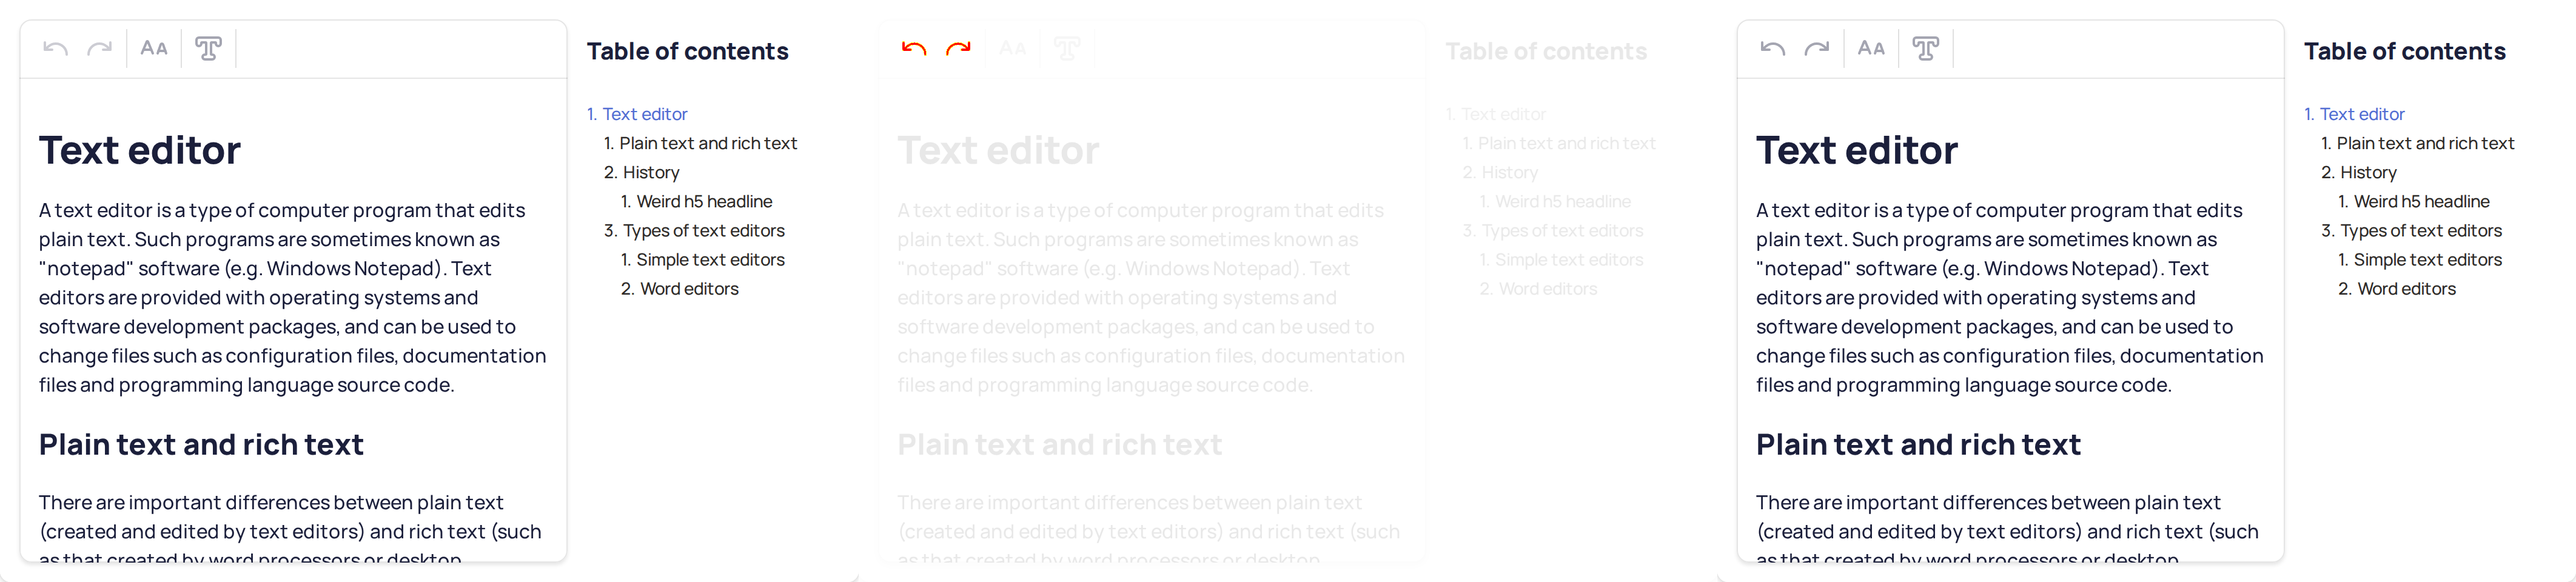 AA T
Table of contents
1. Text editor
1. Plain text and rich text
2. History
1. Weird h5 headline
3. Types of text editors
1. Simple text editors
2. Word editors
Text editor
A text editor is a type of computer program that edits
plain text. Such programs are sometimes known as
"notepad" software (e.g. Windows Notepad). Text
editors are provided with operating systems and
software development packages, and can be used to
change files such as configuration files, documentation
files and programming language source code.
Plain text and rich text
There are important differences between plain text
(created and edited by text editors) and rich text (such
as that created by word processors or desktop
AA T
Table of contents
1. Text editor
1. Plain text and rich text
2. History
1. Weird h5 headline
3. Types of text editors
1. Simple text editors
2. Word editors
Text editor
A text editor is a type of computer program that edits
plain text. Such programs are sometimes known as
"notepad" software (e.g. Windows Notepad). Text
editors are provided with operating systems and
software development packages, and can be used to
change files such as configuration files, documentation
files and programming language source code.
Plain text and rich text
There are important differences between plain text
(created and edited by text editors) and rich text (such
as that created by word processors or desktop
AA T
Table of contents
1. Text editor
1. Plain text and rich text
2. History
1. Weird h5 headline
3. Types of text editors
1. Simple text editors
2. Word editors
Text editor
A text editor is a type of computer program that edits
plain text. Such programs are sometimes known as
"notepad" software (e.g. Windows Notepad). Text
editors are provided with operating systems and
software development packages, and can be used to
change files such as configuration files, documentation
files and programming language source code.
Plain text and rich text
There are important differences between plain text
(created and edited by text editors) and rich text (such
as that created by word processors or desktop